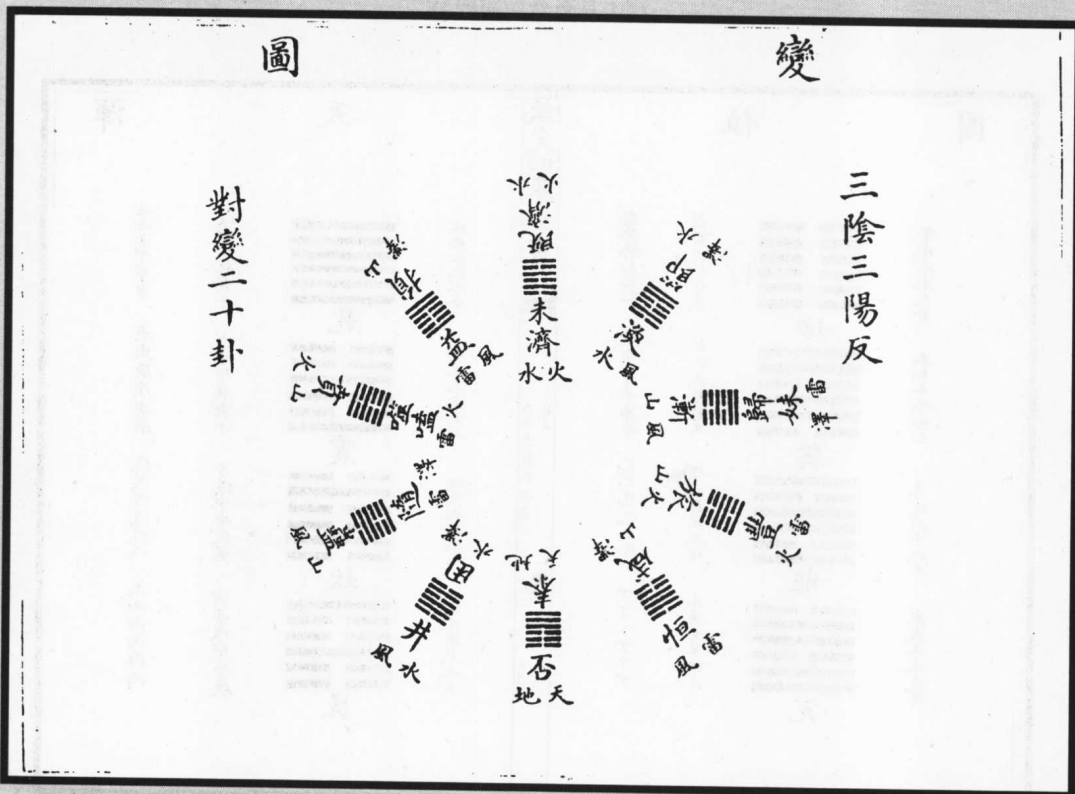 變
圖
三陰三陽反
對變二十卦
水火
既濟
未濟
火水
水澤
節
渙
風水
雷澤
歸妹
漸
風山
雷火
豐
旅
火山
雷風
恒
咸
澤山
天地
泰
否
天地
澤水
困
井
水風
澤雷
隨
蠱
山風
火雷
噬嗑
賁
山火
風雷
益
損
山澤